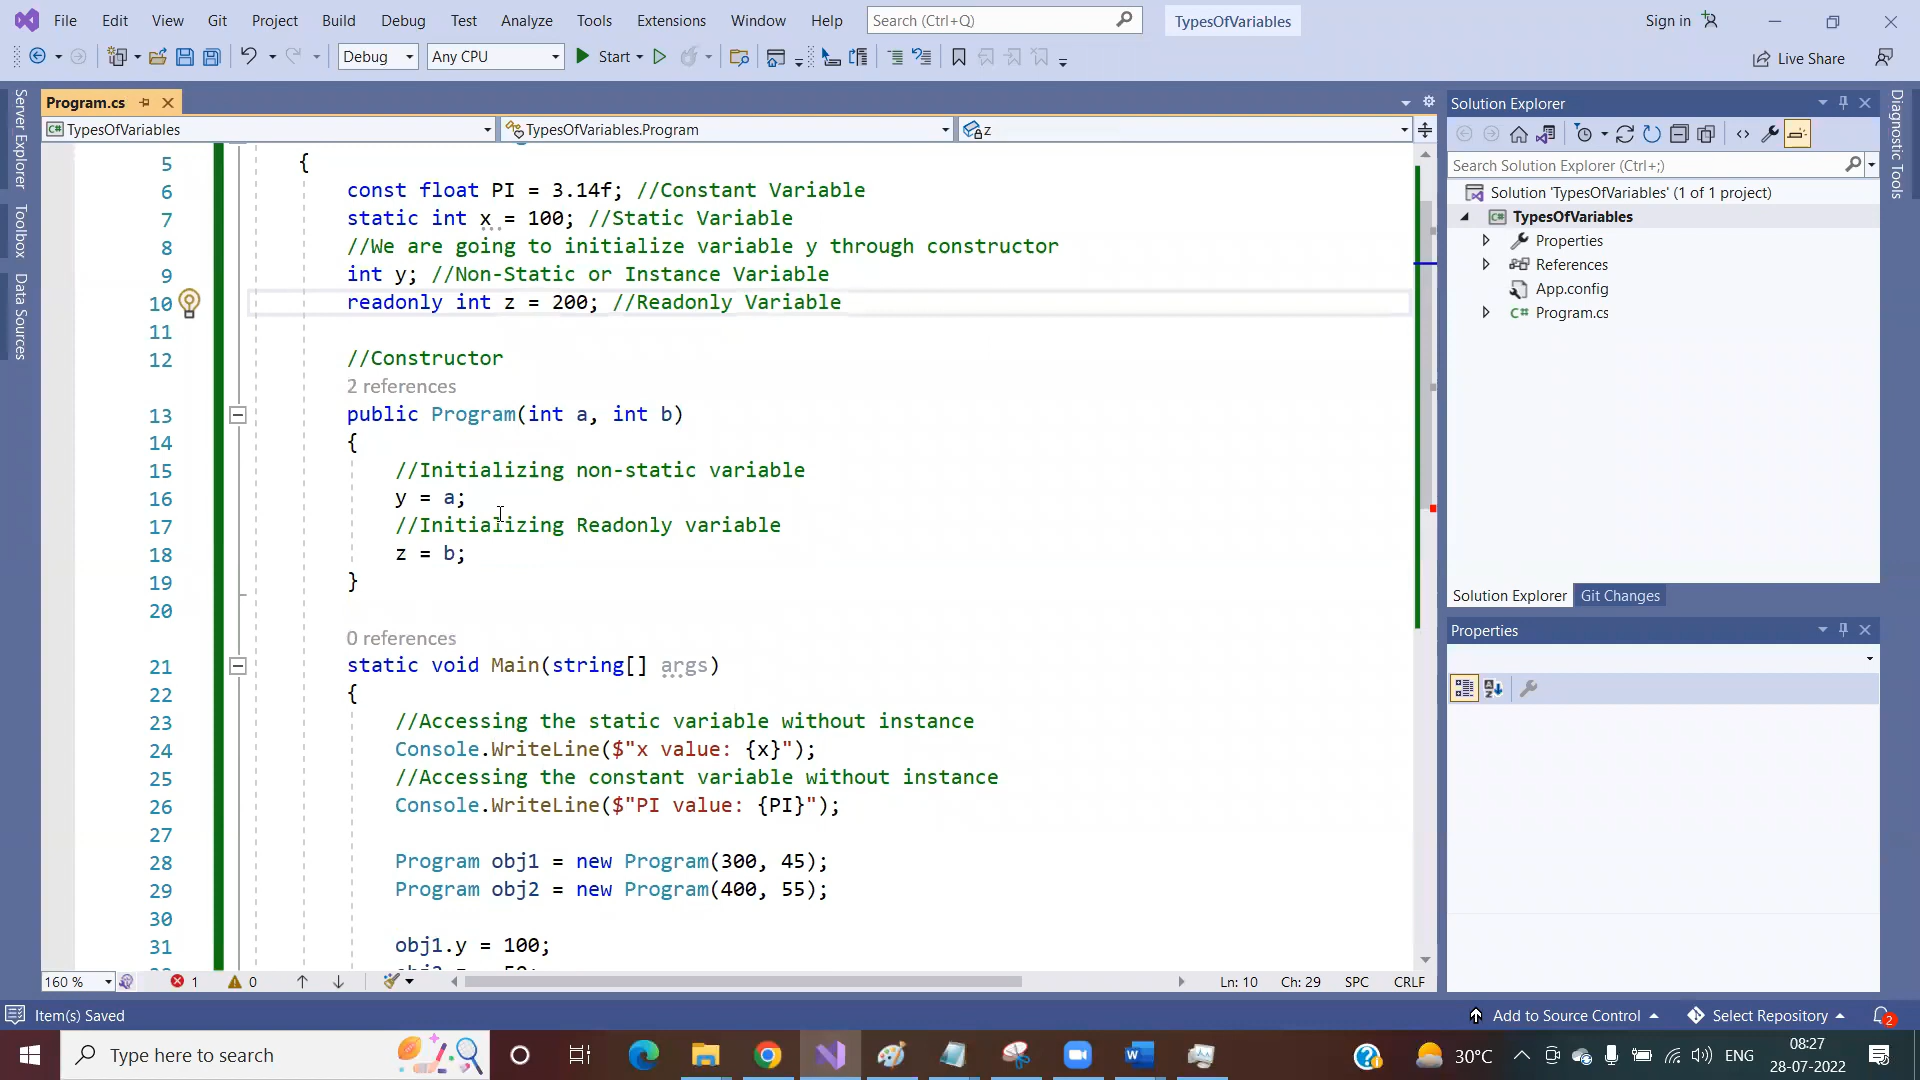 File Edit View Git Project Build Debug Test Analyze Tools Extensions Window Help Search (Ctrl+Q) TypesOfVariables Sign in
Debug Any CPU Start Live Share
Server Explorer
Toolbox
Data Sources
Program.cs
TypesOfVariables TypesOfVariables.Program z
5 {
6 const float PI = 3.14f; //Constant Variable
7 static int x = 100; //Static Variable
8 //We are going to initialize variable y through constructor
9 int y; //Non-Static or Instance Variable
10 readonly int z = 200; //Readonly Variable
11
12 //Constructor
2 references
13 public Program(int a, int b)
14 {
15 //Initializing non-static variable
16 y = a;
17 //Initializing Readonly variable
18 z = b;
19 }
20
0 references
21 static void Main(string[] args)
22 {
23 //Accessing the static variable without instance
24 Console.WriteLine($"x value: {x}");
25 //Accessing the constant variable without instance
26 Console.WriteLine($"PI value: {PI}");
27
28 Program obj1 = new Program(300, 45);
29 Program obj2 = new Program(400, 55);
30
31 obj1.y = 100;
160 % 1 0 Ln: 10 Ch: 29 SPC CRLF
Solution Explorer
Search Solution Explorer (Ctrl+;)
Solution 'TypesOfVariables' (1 of 1 project)
C# TypesOfVariables
Properties
References
App.config
C# Program.cs
Solution Explorer Git Changes
Properties
Diagnostic Tools
Item(s) Saved Add to Source Control Select Repository 2
Type here to search 30°C ENG 08:27
28-07-2022